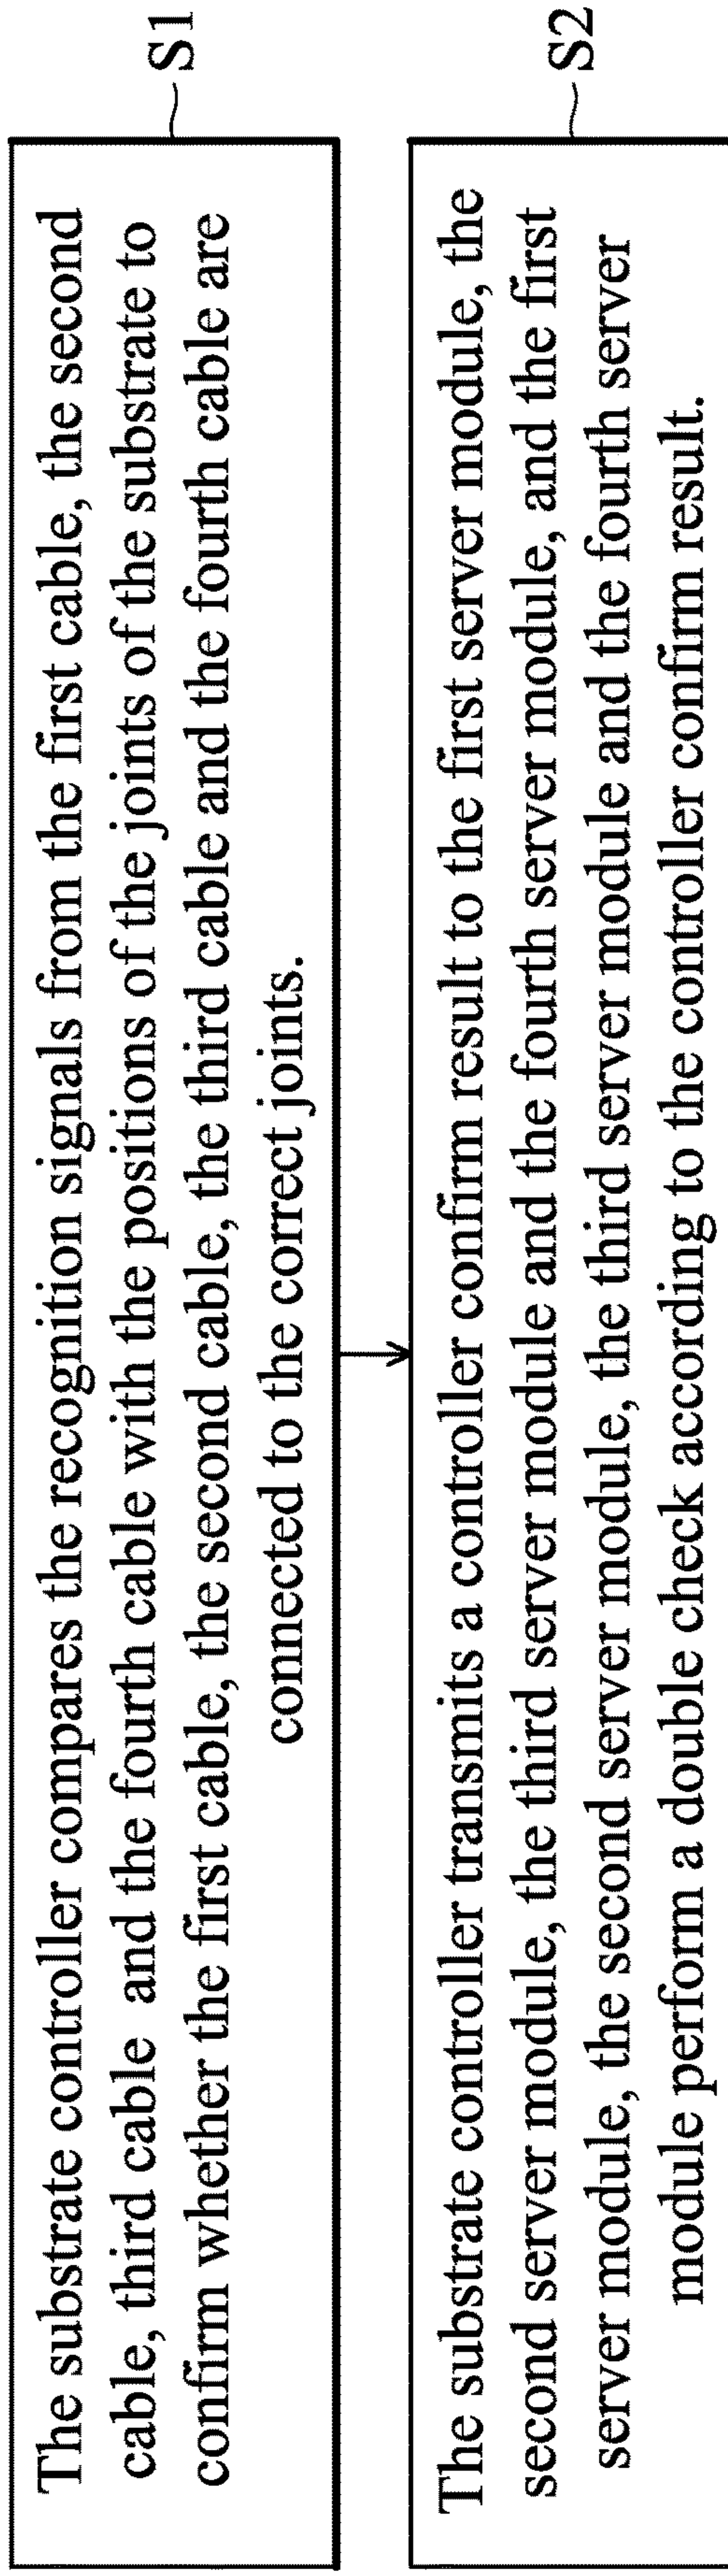 The substrate controller compares the recognition signals from the first cable, the second
cable, third cable and the fourth cable with the positions of the joints of the substrate to
confirm whether the first cable, the second cable, the third cable and the fourth cable are
connected to the correct joints.
S1
The substrate controller transmits a controller confirm result to the first server module, the
second server module, the third server module and the fourth server module, and the first
server module, the second server module, the third server module and the fourth server
module perform a double check according to the controller confirm result.
S2